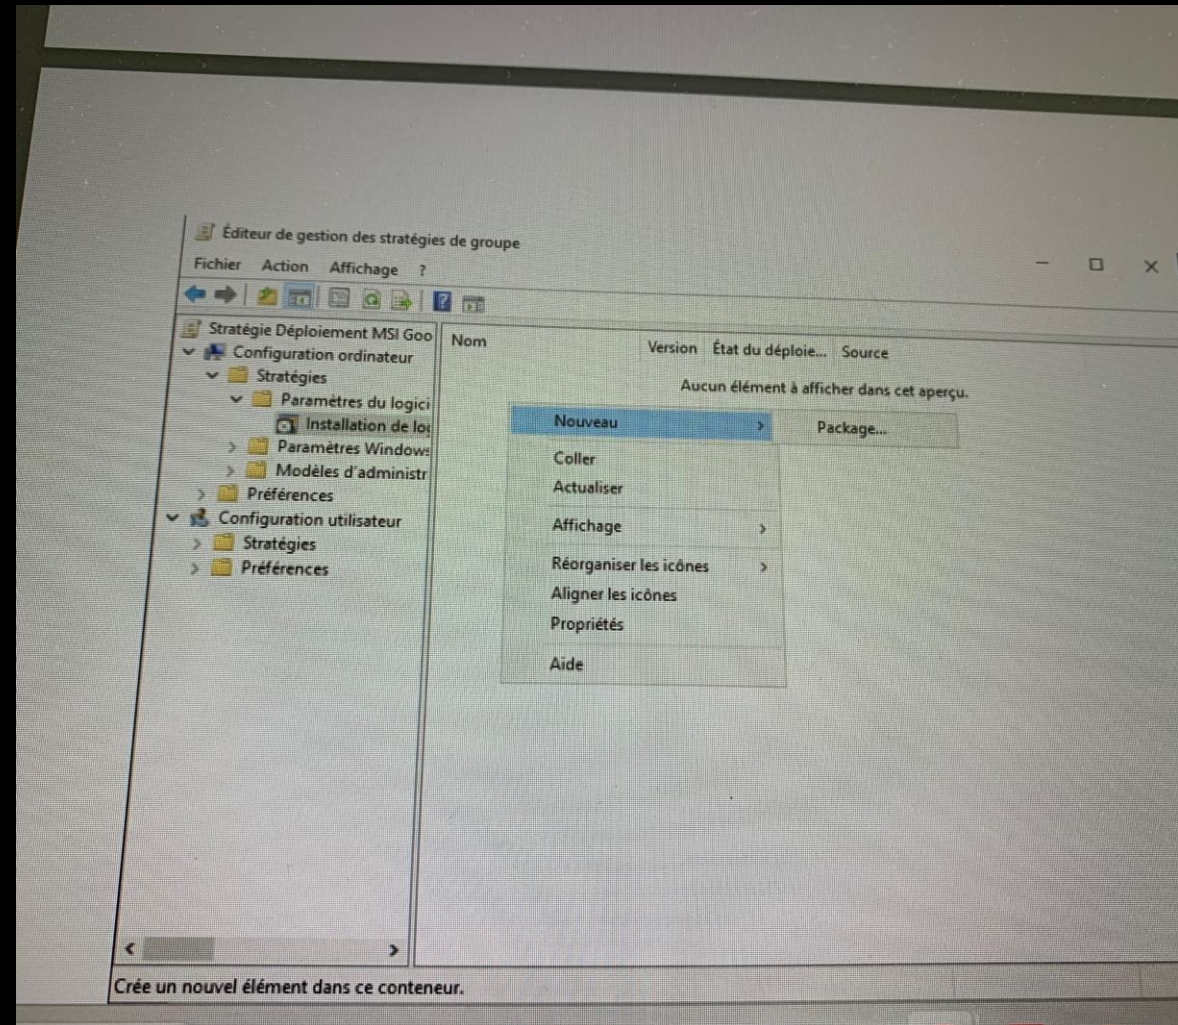 Éditeur de gestion des stratégies de groupe
Fichier Action Affichage ?
Stratégie Déploiement MSI Goo
Configuration ordinateur
Stratégies
Paramètres du logici
Installation de log
Paramètres Windows
Modèles d'administr
Préférences
Configuration utilisateur
Stratégies
Préférences
Nom Version État du déploie... Source
Aucun élément à afficher dans cet aperçu.
Nouveau
Package...
Coller
Actualiser
Affichage
Réorganiser les icônes
Aligner les icônes
Propriétés
Aide
Crée un nouvel élément dans ce conteneur.